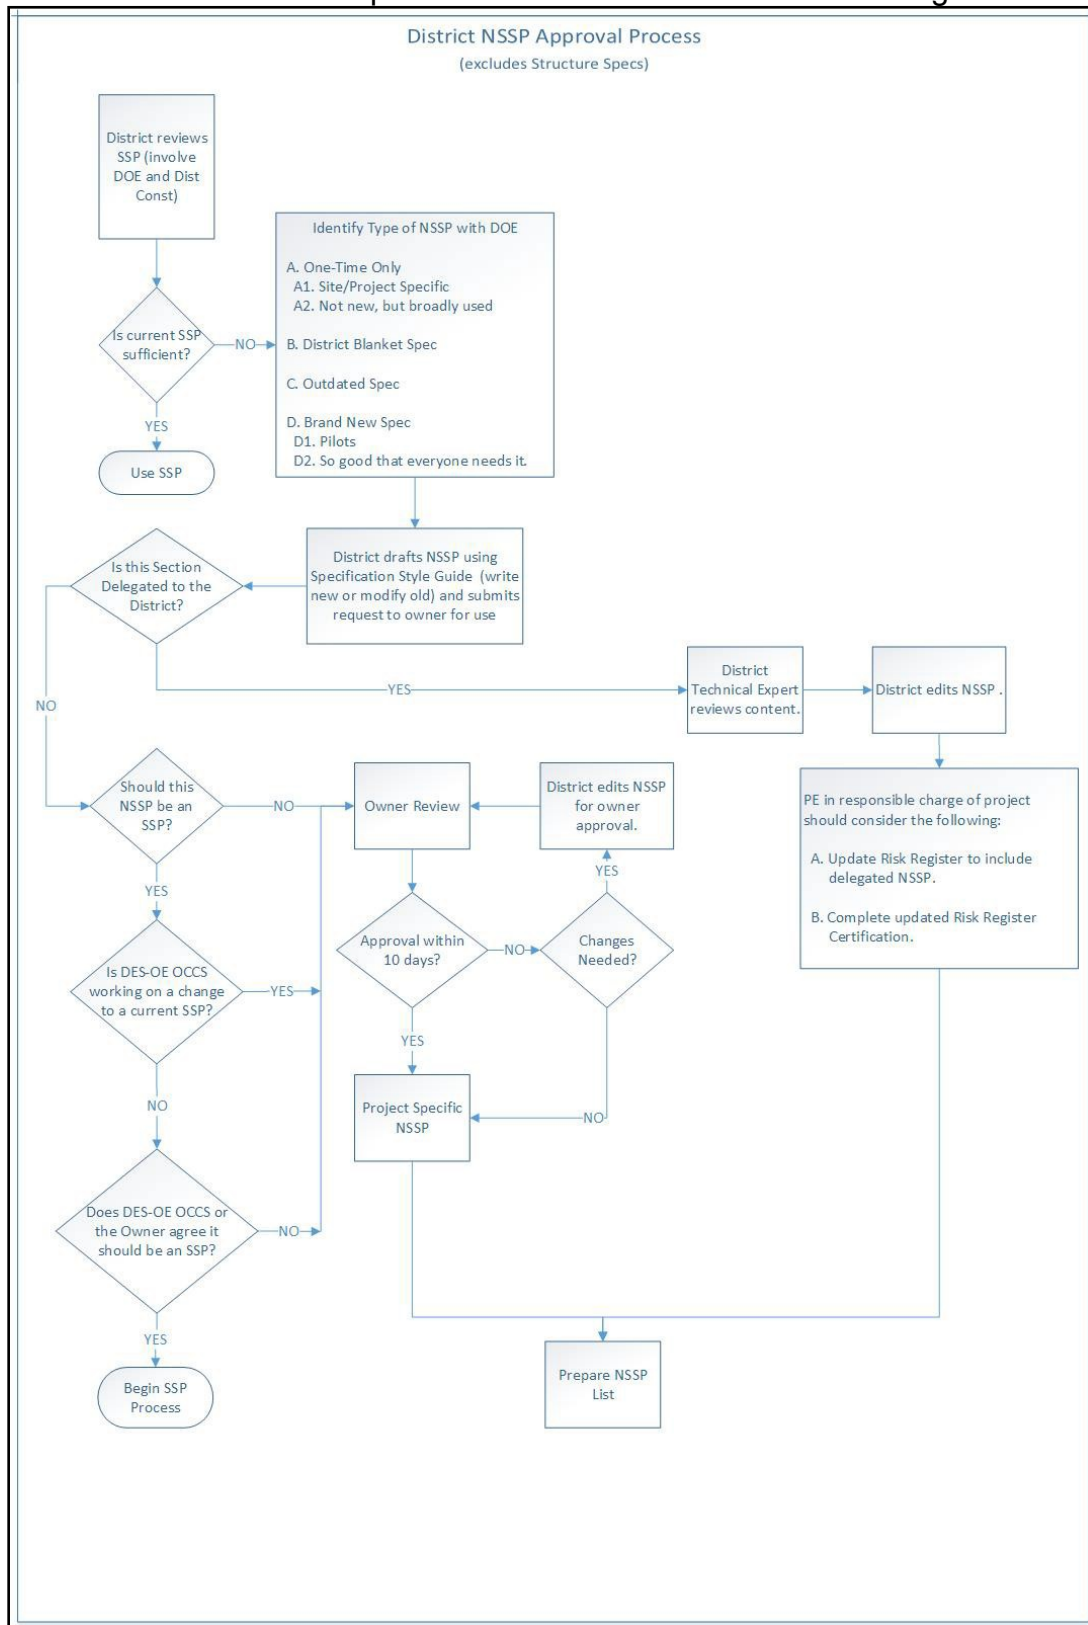 District NSSP Approval Process
(excludes Structure Specs)
District reviews
SSP (involve
DOE and Dist
Const)
Is current SSP
sufficient?
NO
YES
Use SSP
Identify Type of NSSP with DOE
A. One-Time Only
A1. Site/Project Specific
A2. Not new, but broadly used
B. District Blanket Spec
C. Outdated Spec
D. Brand New Spec
D1. Pilots
D2. So good that everyone needs it.
District drafts NSSP using
Specification Style Guide (write
new or modify old) and submits
request to owner for use
Is this Section
Delegated to the
District?
NO
YES
District
Technical Expert
reviews content.
District edits NSSP .
PE in responsible charge of project
should consider the following:
A. Update Risk Register to include
delegated NSSP.
B. Complete updated Risk Register
Certification.
Should this
NSSP be an
SSP?
NO
YES
Owner Review
District edits NSSP
for owner
approval.
YES
Approval within
10 days?
NO
Changes
Needed?
Is DES-OE OCCS
working on a change
to a current SSP?
YES
NO
YES
Project Specific
NSSP
NO
Does DES-OE OCCS or
the Owner agree it
should be an SSP?
NO
YES
Begin SSP
Process
Prepare NSSP
List